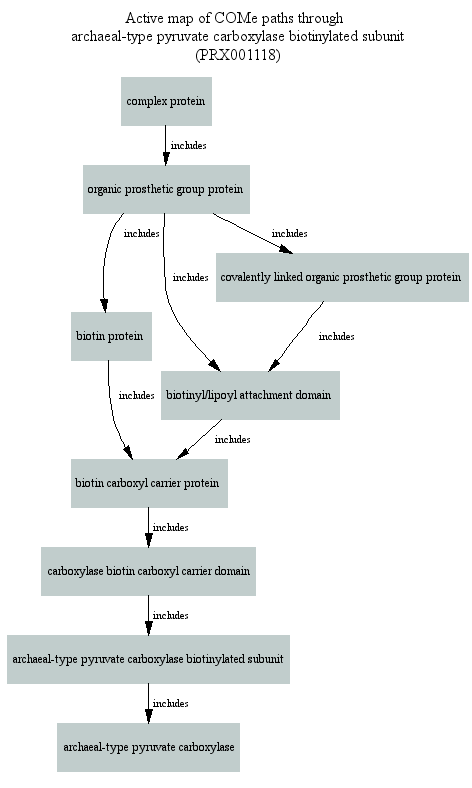 Active map of COMe paths through
archaeal-type pyruvate carboxylase biotinylated subunit
(PRX001118)
complex protein
includes
organic prosthetic group protein
includes
includes
includes
covalently linked organic prosthetic group protein
biotin protein
includes
includes
biotinyl/lipoyl attachment domain
includes
biotin carboxyl carrier protein
includes
carboxylase biotin carboxyl carrier domain
includes
archaeal-type pyruvate carboxylase biotinylated subunit
includes
archaeal-type pyruvate carboxylase